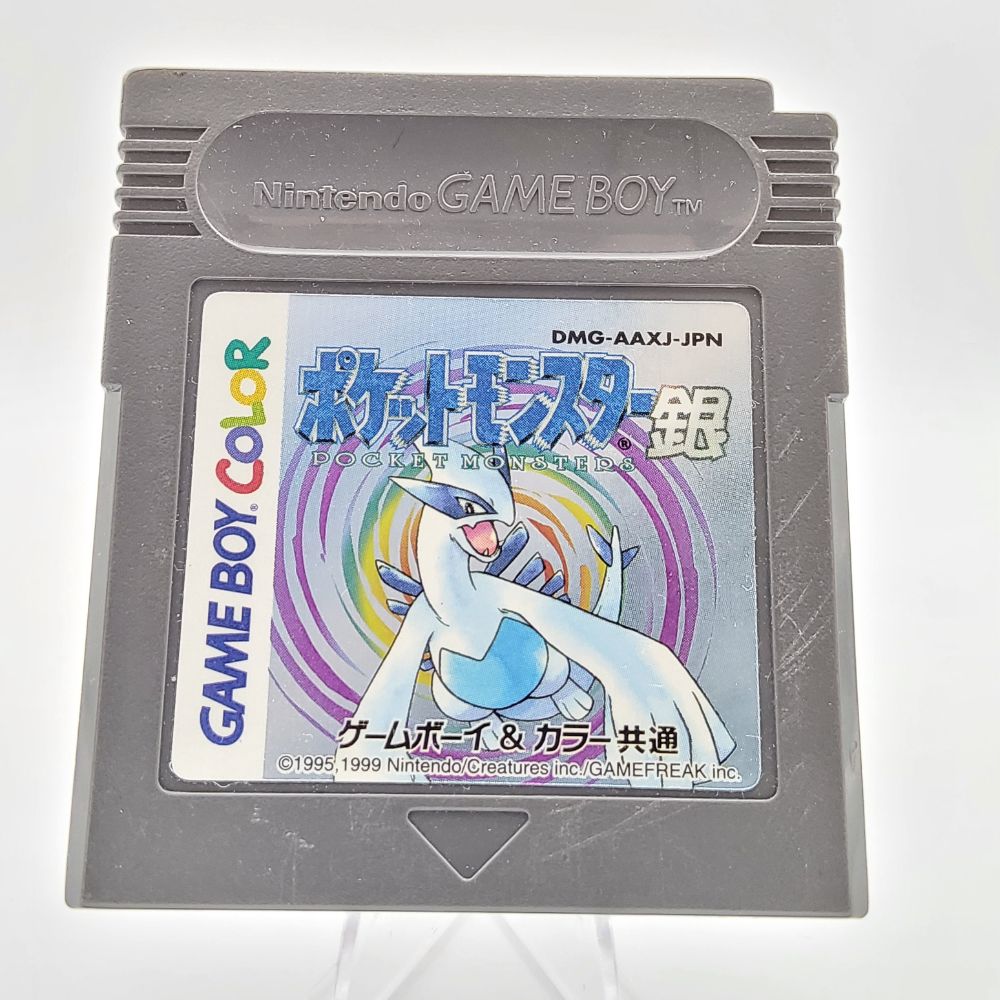 Nintendo GAME BOY TM
GAME BOY® COLOR
DMG-AAXJ-JPN
ポケットモンスター® 銀
POCKET MONSTERS
ゲームボーイ & カラー共通
©1995,1999 Nintendo/Creatures inc./GAMEFREAK inc.